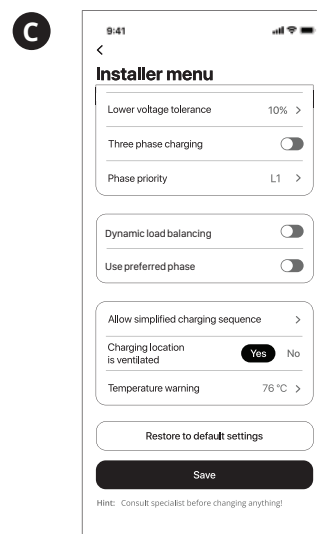 C
9:41
Installer menu
Lower voltage tolerance 10% >
Three phase charging
Phase priority L1 >
Dynamic load balancing
Use preferred phase
Allow simplified charging sequence >
Charging location
is ventilated Yes No
Temperature warning 76 °C >
Restore to default settings
Save
Hint: Consult specialist before changing anything!